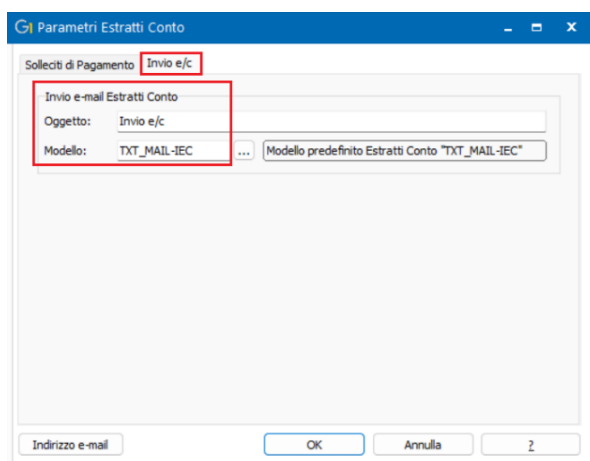 G1 Parametri Estratti Conto
Solleciti di Pagamento Invio e/c
Invio e-mail Estratti Conto
Oggetto: Invio e/c
Modello: TXT_MAIL-IEC ... Modello predefinito Estratti Conto "TXT_MAIL-IEC"
Indirizzo e-mail OK Annulla ?